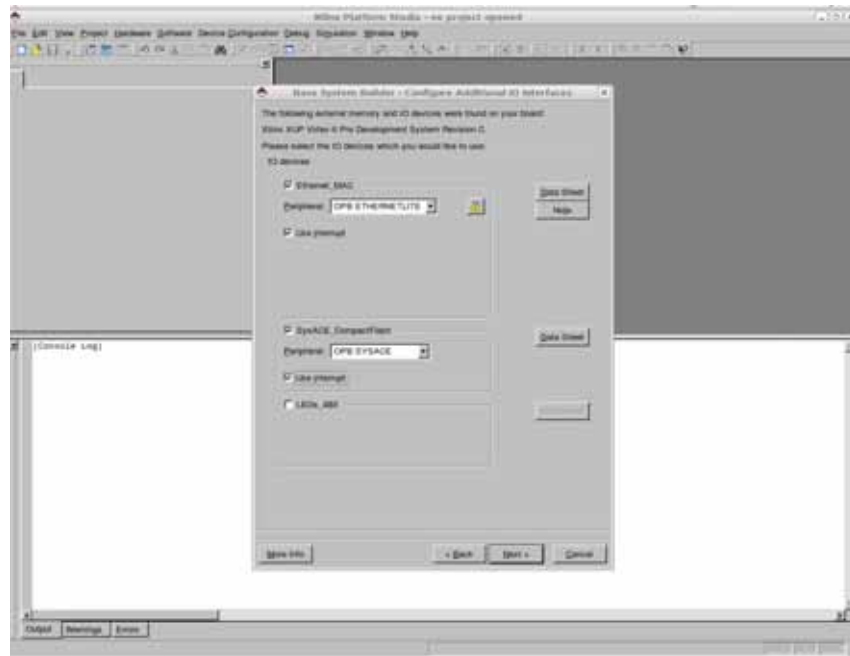 Xilinx Platform Studio - no project opened
File Edit View Project Hardware Software Device Configuration Debug Simulation Window Help
Base System Builder - Configure Additional IO Interfaces
The following external memory and IO devices were found on your board:
Xilinx XUP Virtex-II Pro Development System Revision C
Please select the IO devices which you would like to use:
IO devices
Ethernet_MAC
Data Sheet
Peripheral: OPB ETHERNETLITE
Note
Use interrupt
(Console Log)
SysACE_CompactFlash
Data Sheet
Peripheral: OPB SYSACE
Use interrupt
LEDs_4Bit
More Info
< Back
Next >
Cancel
Output
Warnings
Errors